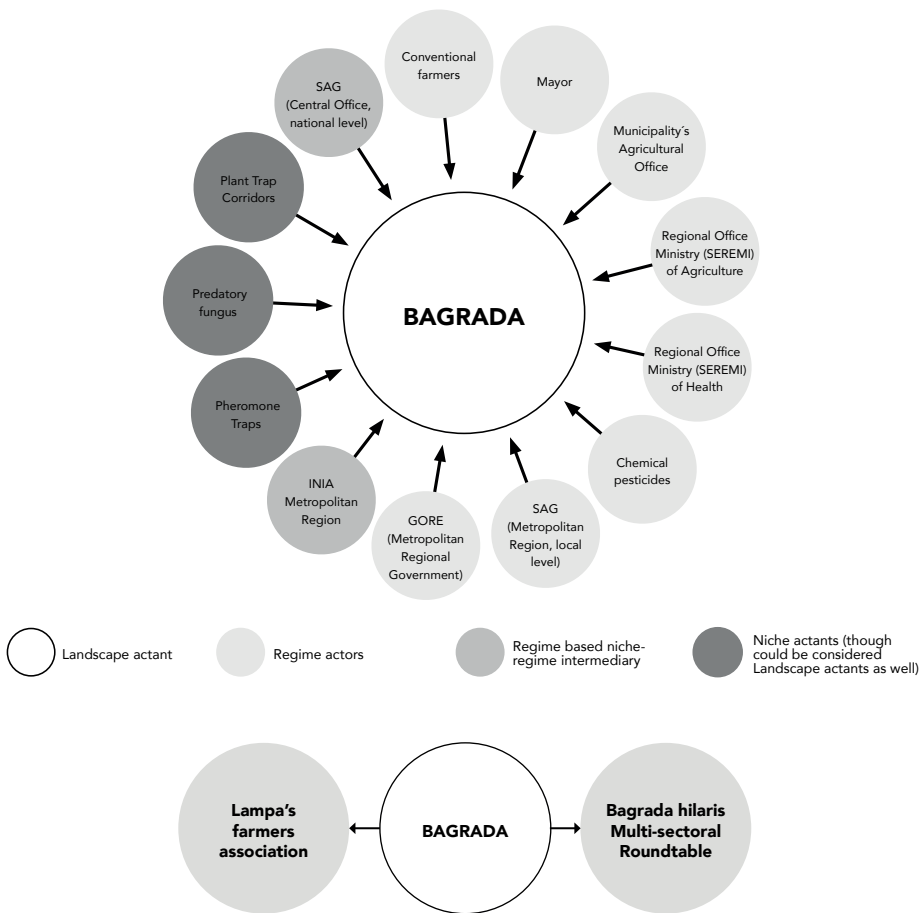 Conventional
farmers
Mayor
Municipality´s
Agricultural
Office
Regional Office
Ministry (SEREMI)
of Agriculture
Regional Office
Ministry (SEREMI)
of Health
Chemical
pesticides
SAG
(Metropolitan
Region, local
level)
GORE
(Metropolitan
Regional
Government)
INIA
Metropolitan
Region
Pheromone
Traps
Predatory
fungus
Plant Trap
Corridors
SAG
(Central Office,
national level)
BAGRADA
Landscape actant
Regime actors
Regime based niche-
regime intermediary
Niche actants (though
could be considered
Landscape actants as well)
Lampa’s
farmers
association
BAGRADA
Bagrada hilaris
Multi-sectoral
Roundtable